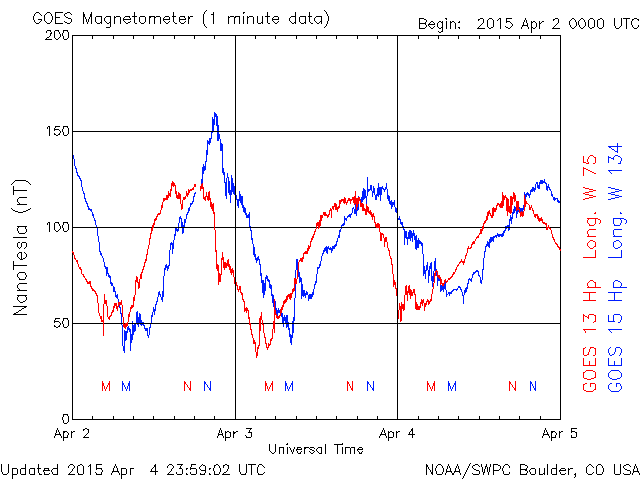 GOES Magnetometer (1 minute data)
Begin: 2015 Apr 2 0000 UTC
200
150
100
50
0
NanoTesla (nT)
M M N N M M N N M M N N
Apr 2 Apr 3 Apr 4 Apr 5
Universal Time
GOES 13 Hp Long. W 75
GOES 15 Hp Long. W 134
Updated 2015 Apr 4 23:59:02 UTC
NOAA/SWPC Boulder, CO USA